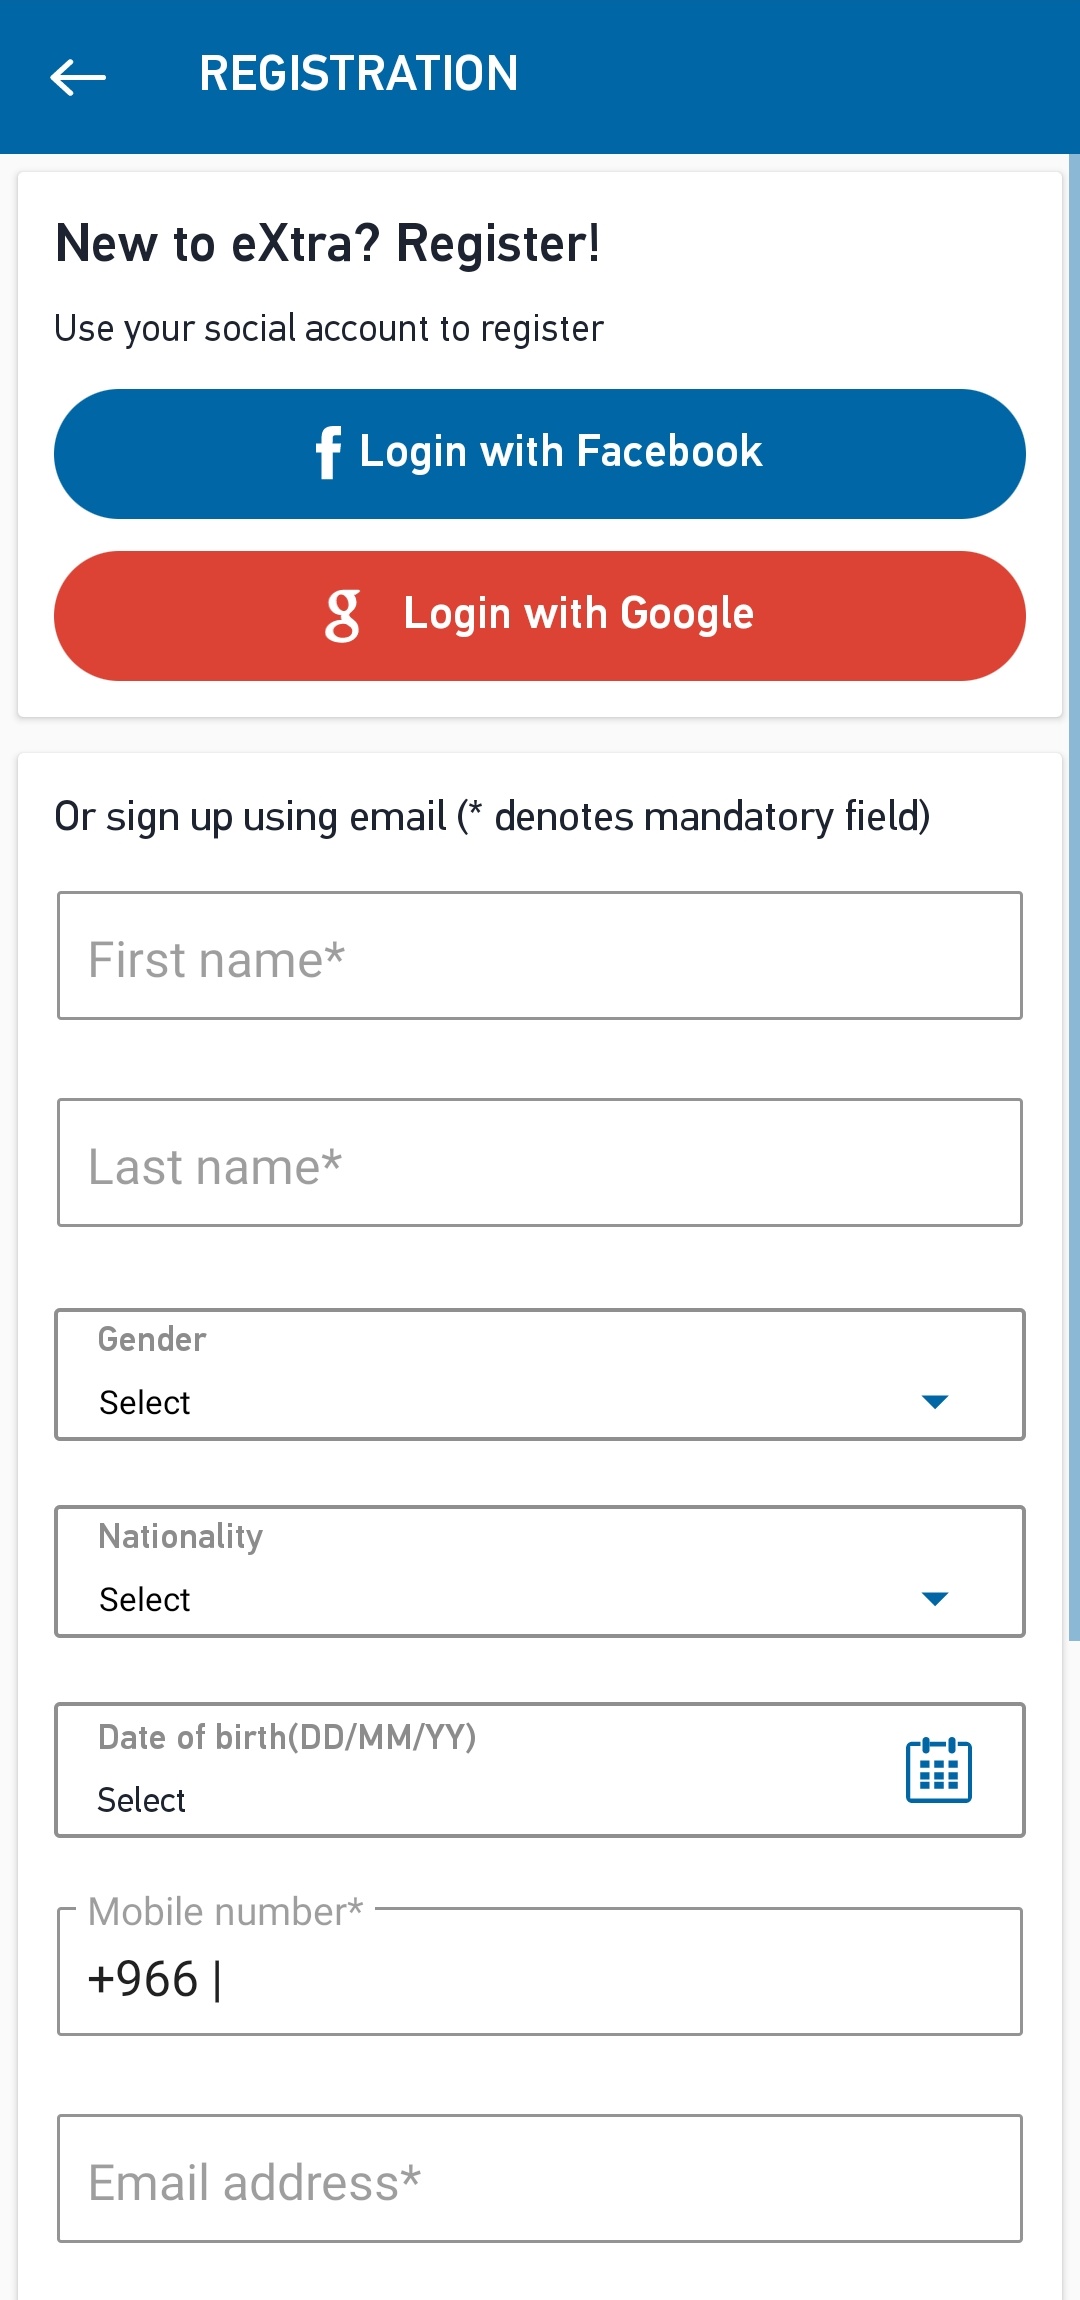 REGISTRATION
New to eXtra? Register!
Use your social account to register
f Login with Facebook
g Login with Google
Or sign up using email (* denotes mandatory field)
First name*
Last name*
Gender
Select
Nationality
Select
Date of birth(DD/MM/YY)
Select
Mobile number*
+966 |
Email address*